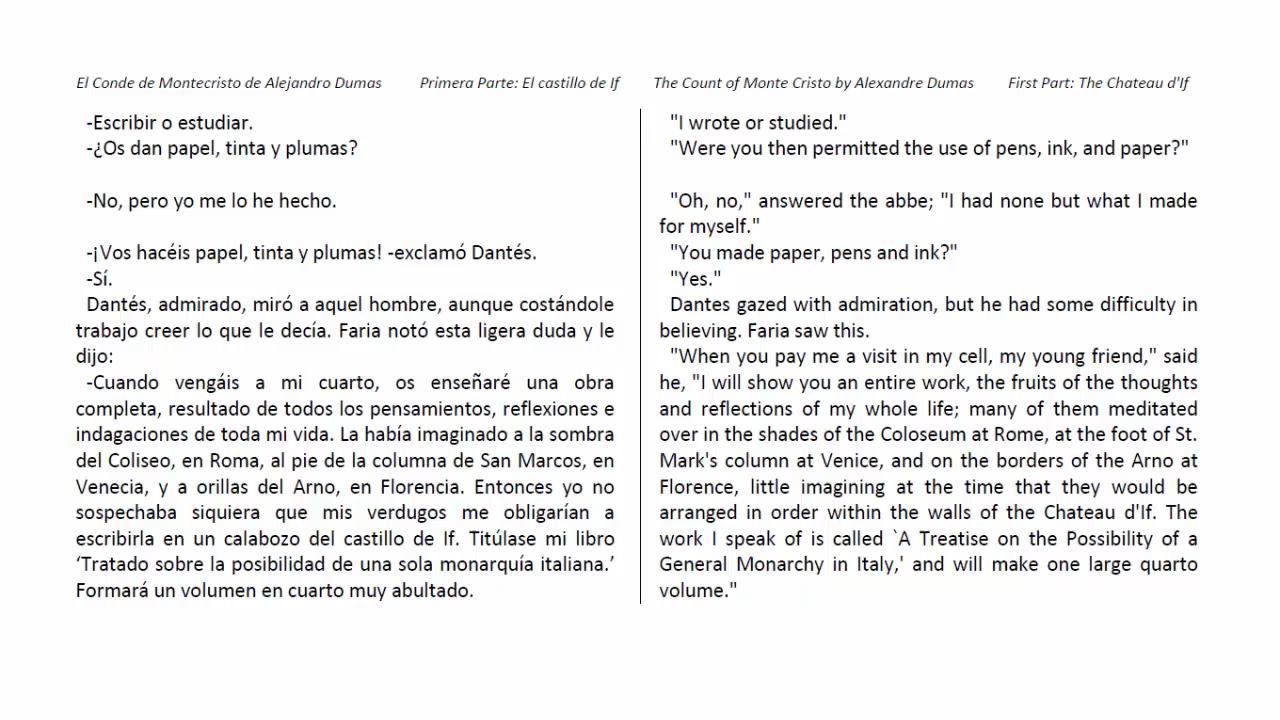 El Conde de Montecristo de Alejandro Dumas Primera Parte: El castillo de If
-Escribir o estudiar.
-¿Os dan papel, tinta y plumas?
-No, pero yo me lo he hecho.
-¡Vos hacéis papel, tinta y plumas! -exclamó Dantés.
-Sí.
Dantés, admirado, miró a aquel hombre, aunque costándole
trabajo creer lo que le decía. Faria notó esta ligera duda y le
dijo:
-Cuando vengáis a mi cuarto, os enseñaré una obra
completa, resultado de todos los pensamientos, reflexiones e
indagaciones de toda mi vida. La había imaginado a la sombra
del Coliseo, en Roma, al pie de la columna de San Marcos, en
Venecia, y a orillas del Arno, en Florencia. Entonces yo no
sospechaba siquiera que mis verdugos me obligarían a
escribirla en un calabozo del castillo de If. Titúlase mi libro
‘Tratado sobre la posibilidad de una sola monarquía italiana.’
Formará un volumen en cuarto muy abultado.
The Count of Monte Cristo by Alexandre Dumas First Part: The Chateau d'If
"I wrote or studied."
"Were you then permitted the use of pens, ink, and paper?"
"Oh, no," answered the abbe; "I had none but what I made
for myself."
"You made paper, pens and ink?"
"Yes."
Dantes gazed with admiration, but he had some difficulty in
believing. Faria saw this.
"When you pay me a visit in my cell, my young friend," said
he, "I will show you an entire work, the fruits of the thoughts
and reflections of my whole life; many of them meditated
over in the shades of the Coloseum at Rome, at the foot of St.
Mark's column at Venice, and on the borders of the Arno at
Florence, little imagining at the time that they would be
arranged in order within the walls of the Chateau d'If. The
work I speak of is called `A Treatise on the Possibility of a
General Monarchy in Italy,' and will make one large quarto
volume."